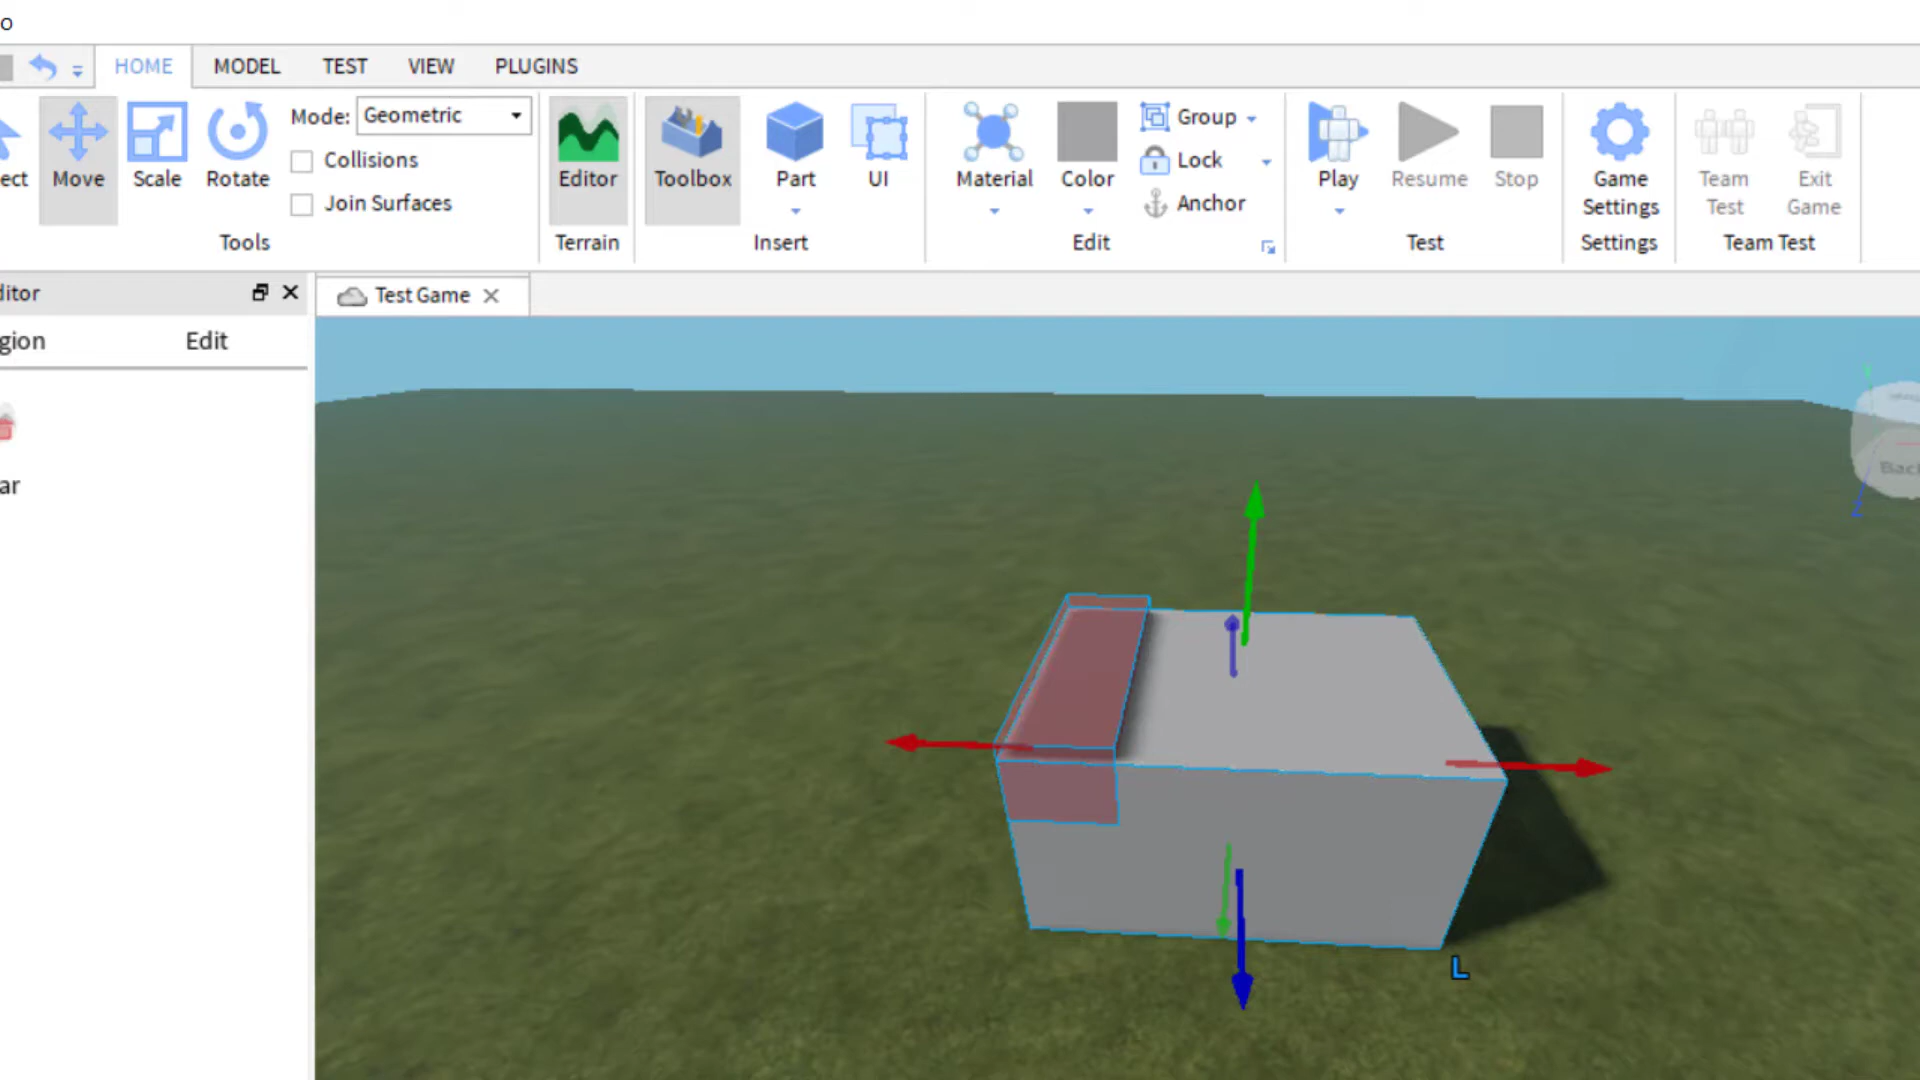 o
HOME MODEL TEST VIEW PLUGINS
Mode: Geometric
Collisions
Join Surfaces
ect Move Scale Rotate
Tools
Editor
Terrain
Toolbox Part UI
Insert
Material Color
Group
Lock
Anchor
Edit
Play Resume Stop
Test
Game
Settings
Settings
Team
Test
Exit
Game
Team Test
ditor
Test Game
gion Edit
ar
Back
L